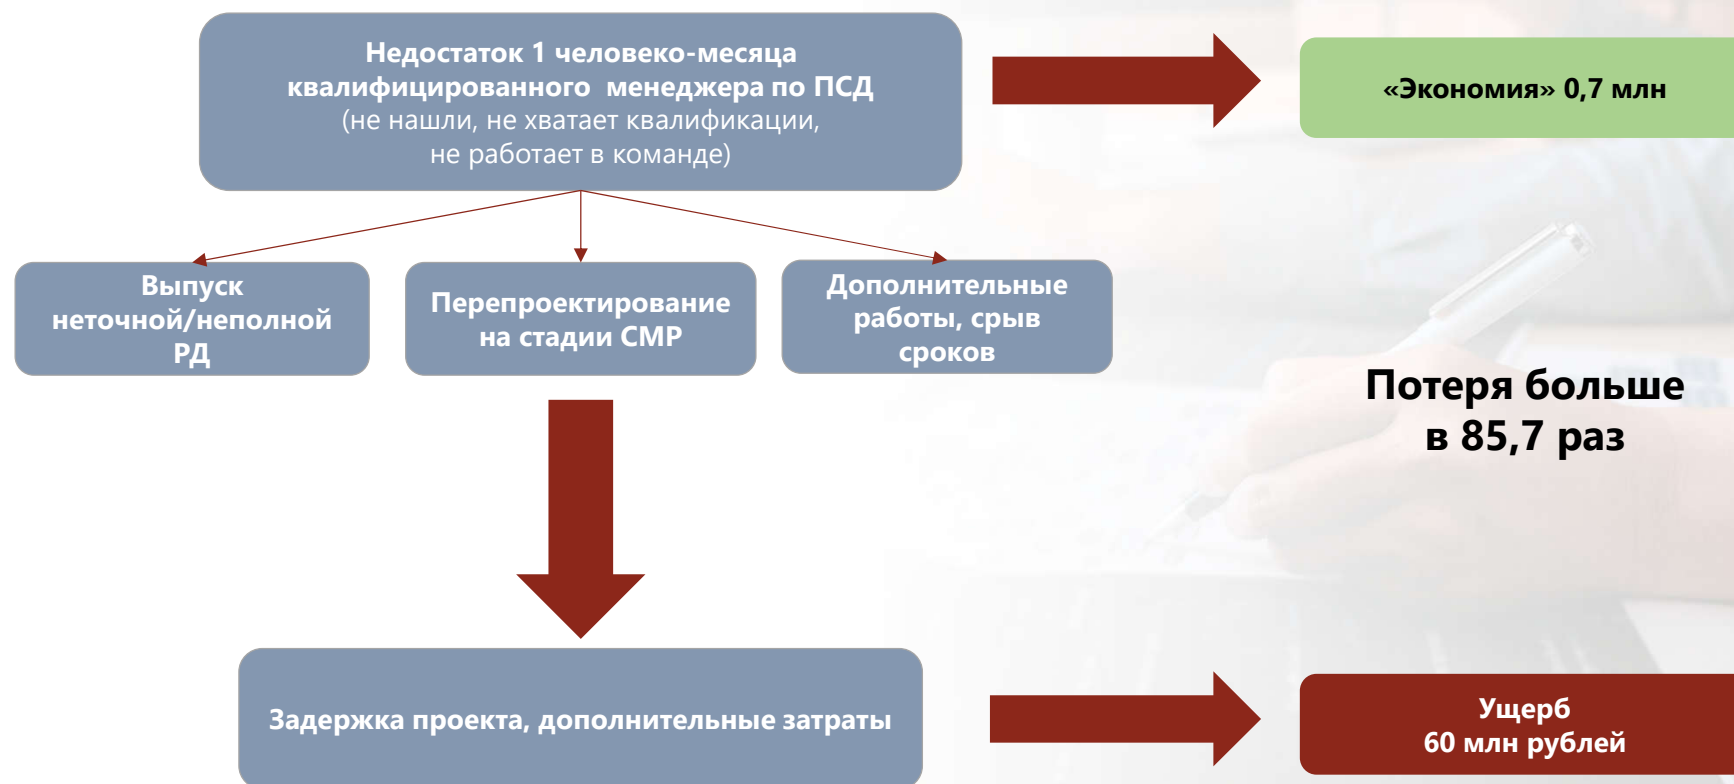 Недостаток 1 человеко-месяца
квалифицированного менеджера по ПСД
(не нашли, не хватает квалификации,
не работает в команде)
«Экономия» 0,7 млн
Выпуск
неточной/неполной
РД
Перепроектирование
на стадии СМР
Дополнительные
работы, срыв
сроков
Потеря больше
в 85,7 раз
Задержка проекта, дополнительные затраты
Ущерб
60 млн рублей